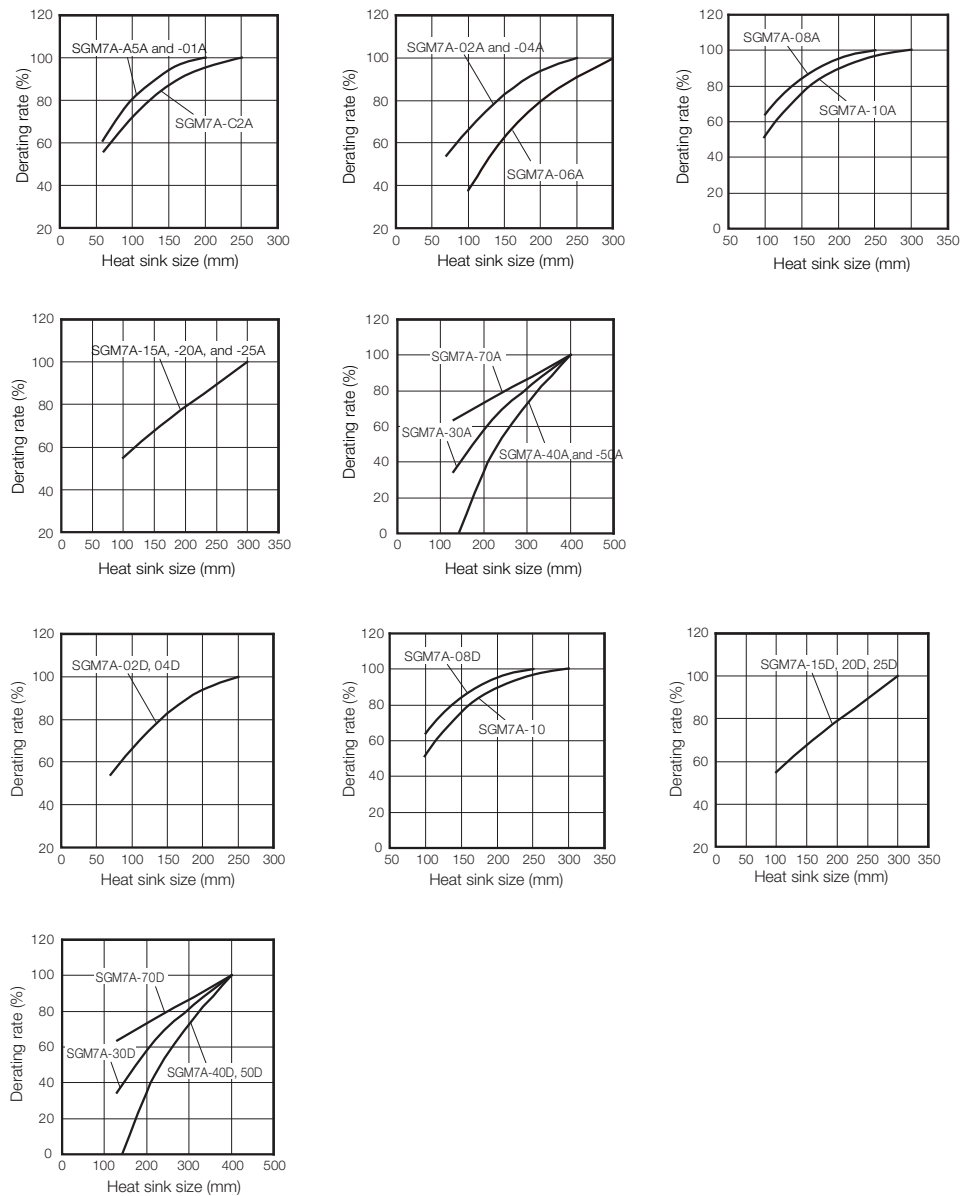 120
100
80
60
40
20
Derating rate (%)
SGM7A-A5A and -01A
SGM7A-C2A
0 50 100 150 200 250 300
Heat sink size (mm)
120
100
80
60
40
20
Derating rate (%)
SGM7A-02A and -04A
SGM7A-06A
0 50 100 150 200 250 300
Heat sink size (mm)
120
100
80
60
40
20
0
Derating rate (%)
SGM7A-08A
SGM7A-10A
50 100 150 200 250 300 350
Heat sink size (mm)
120
100
80
60
40
20
Derating rate (%)
SGM7A-15A, -20A, and -25A
0 50 100 150 200 250 300 350
Heat sink size (mm)
120
100
80
60
40
20
0
Derating rate (%)
SGM7A-70A
SGM7A-30A
SGM7A-40A and -50A
0 100 200 300 400 500
Heat sink size (mm)
120
100
80
60
40
20
Derating rate (%)
SGM7A-02D, 04D
0 50 100 150 200 250 300
Heat sink size (mm)
120
100
80
60
40
20
0
Derating rate (%)
SGM7A-08D
SGM7A-10
50 100 150 200 250 300 350
Heat sink size (mm)
120
100
80
60
40
20
Derating rate (%)
SGM7A-15D, 20D, 25D
0 50 100 150 200 250 300 350
Heat sink size (mm)
120
100
80
60
40
20
0
Derating rate (%)
SGM7A-70D
SGM7A-30D
SGM7A-40D, 50D
0 100 200 300 400 500
Heat sink size (mm)